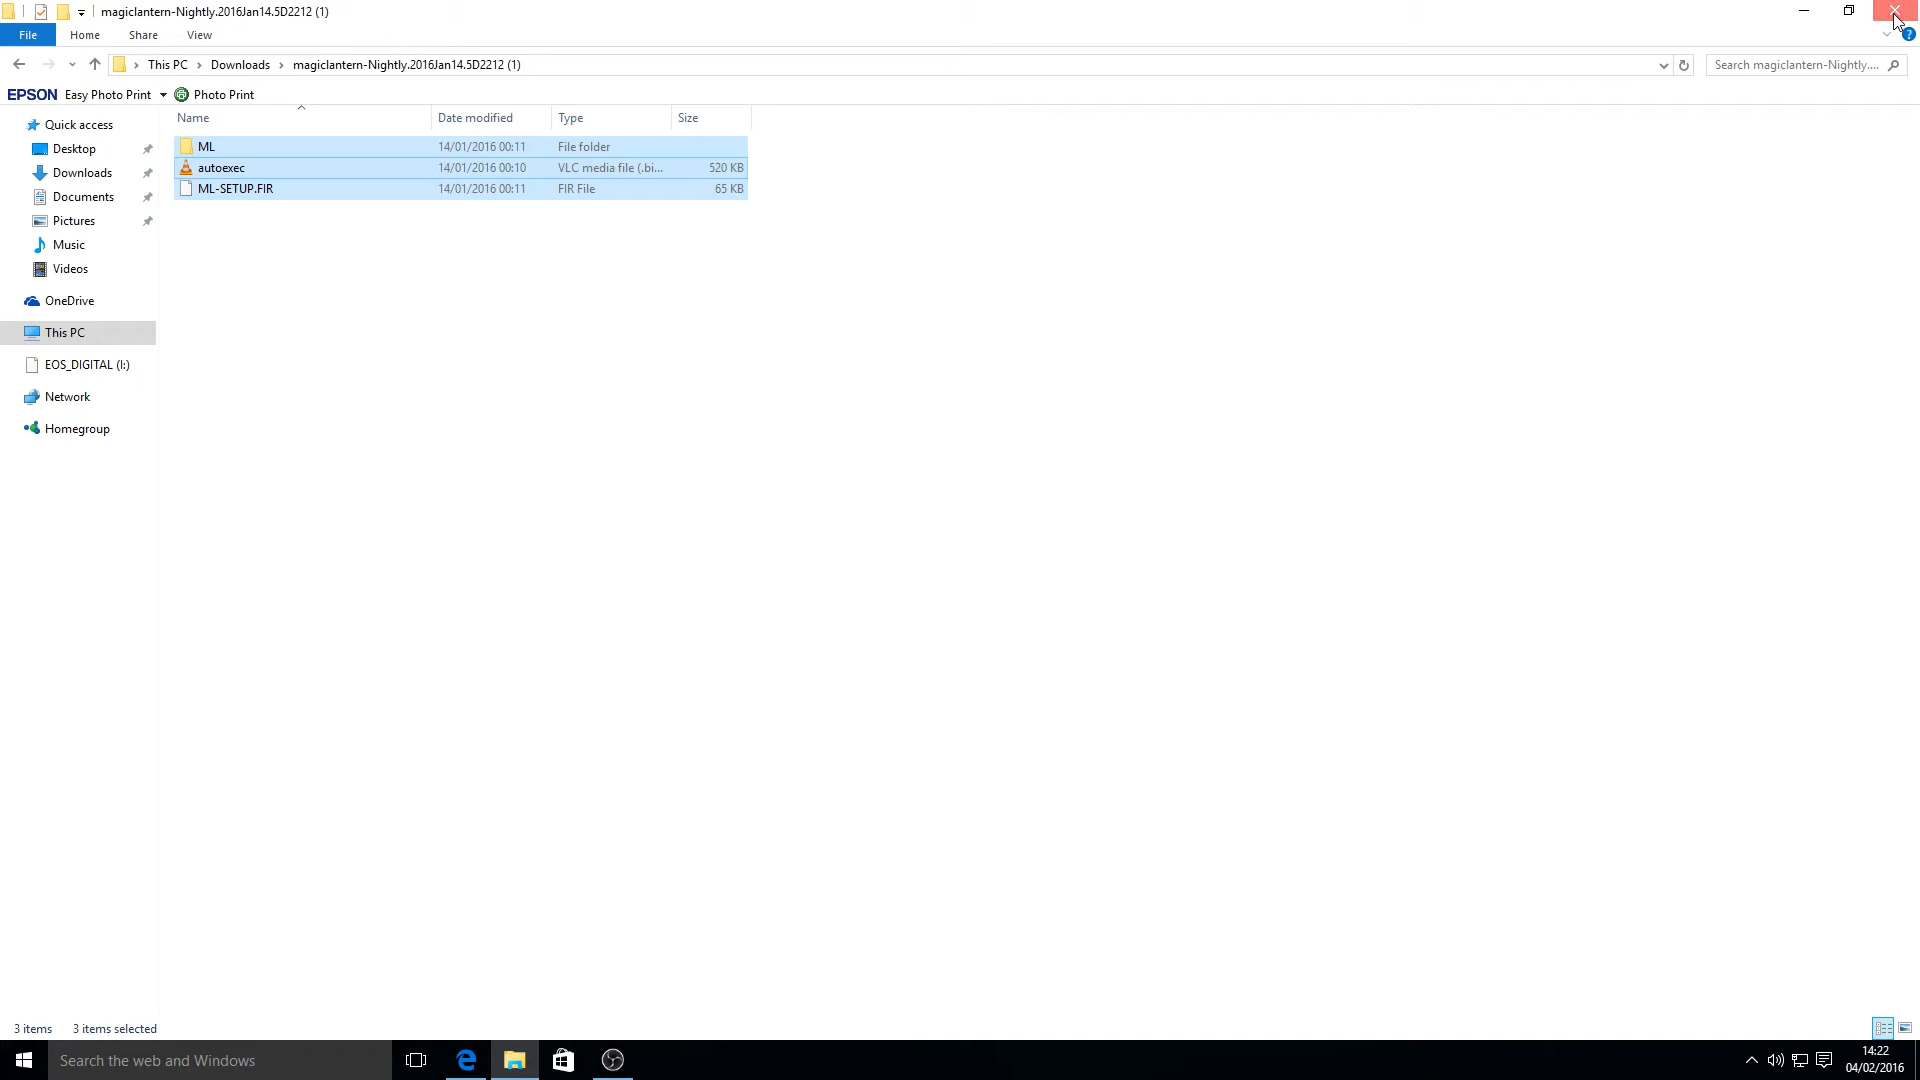 magiclantern-Nightly.2016Jan14.5D2212 (1)
File Home Share View
This PC Downloads magiclantern-Nightly.2016Jan14.5D2212 (1) Search magiclantern-Nightly....
EPSON Easy Photo Print Photo Print
Name Date modified Type Size
ML 14/01/2016 00:11 File folder
autoexec 14/01/2016 00:10 VLC media file (.bi... 520 KB
ML-SETUP.FIR 14/01/2016 00:11 FIR File 65 KB
Quick access
Desktop
Downloads
Documents
Pictures
Music
Videos
OneDrive
This PC
EOS_DIGITAL (I:)
Network
Homegroup
3 items 3 items selected
Search the web and Windows
14:22
04/02/2016